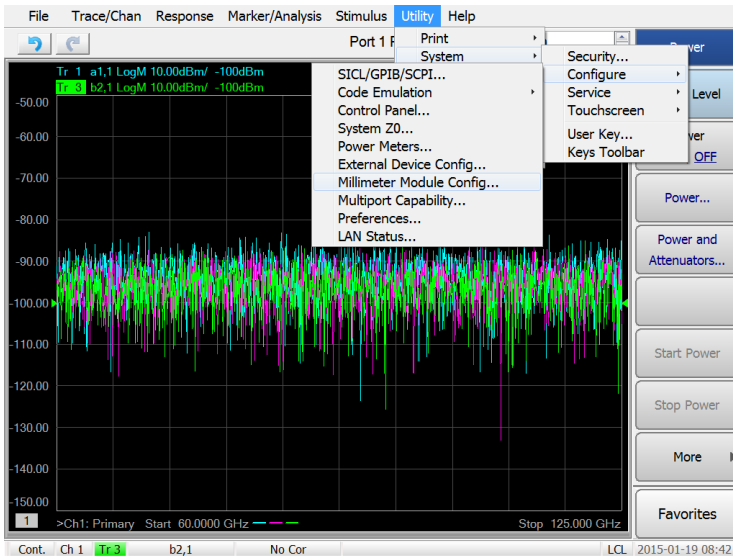 File Trace/Chan Response Marker/Analysis Stimulus Utility Help
Port 1
Print
System
Security...
Configure
Service
Touchscreen
User Key...
Keys Toolbar
SICL/GPIB/SCPI...
Code Emulation
Control Panel...
System Z0...
Power Meters...
External Device Config...
Millimeter Module Config...
Multiport Capability...
Preferences...
LAN Status...
Tr 1 a1,1 LogM 10.00dBm/ -100dBm
Tr 3 b2,1 LogM 10.00dBm/ -100dBm
-50.00
-60.00
-70.00
-80.00
-90.00
-100.00
-110.00
-120.00
-130.00
-140.00
-150.00
1 >Ch1: Primary Start 60.0000 GHz Stop 125.000 GHz
Level
OFF
Power...
Power and
Attenuators...
Start Power
Stop Power
More
Favorites
Cont. Ch 1 Tr 3 b2,1 No Cor LCL 2015-01-19 08:42